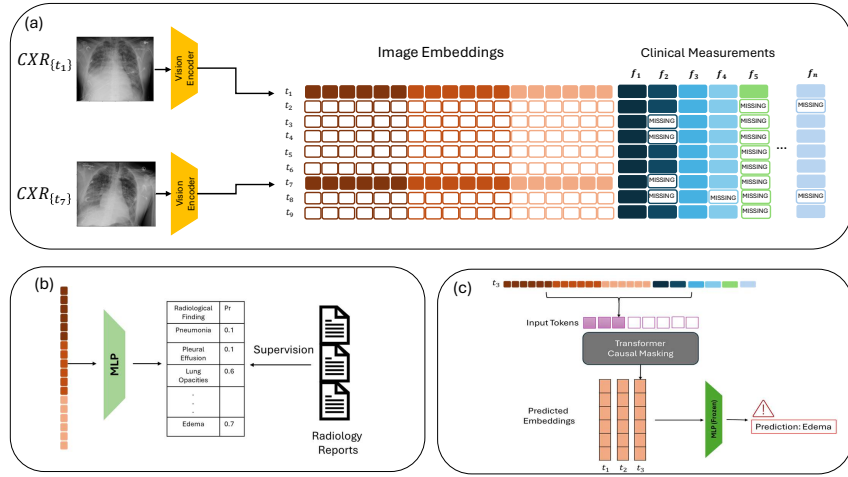 (a)
CXR{t1}
Vision
Encoder
Image Embeddings
Clinical Measurements
f1 f2 f3 f4 f5 fn
t1
t2 MISSING MISSING
t3 MISSING MISSING
t4 MISSING MISSING
t5 MISSING
...
t6 MISSING
CXR{t7}
Vision
Encoder
t7 MISSING MISSING
t8 MISSING MISSING MISSING MISSING
t9 MISSING
(b)
MLP
Radiological
Finding
Pr
Pneumonia 0.1
Pleural
Effusion
0.1
Lung
Opacities
0.6
.
.
.
Edema 0.7
Supervision
Radiology
Reports
(c)
t3
Input Tokens
Transformer
Causal Masking
Predicted
Embeddings
t1 t2 t3
MLP (Frozen)
Prediction: Edema